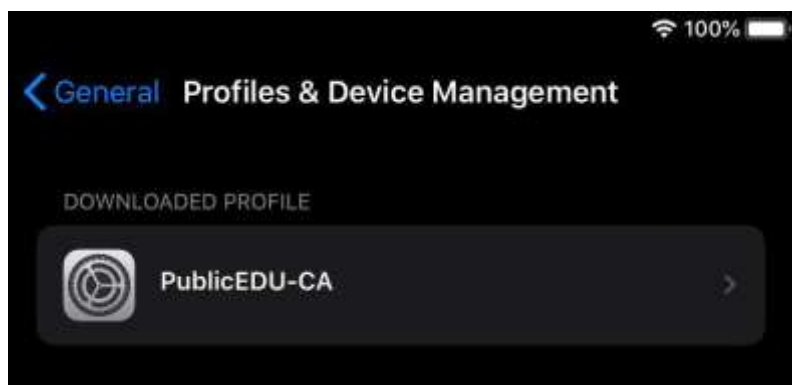 100%
General Profiles & Device Management
DOWNLOADED PROFILE
PublicEDU-CA